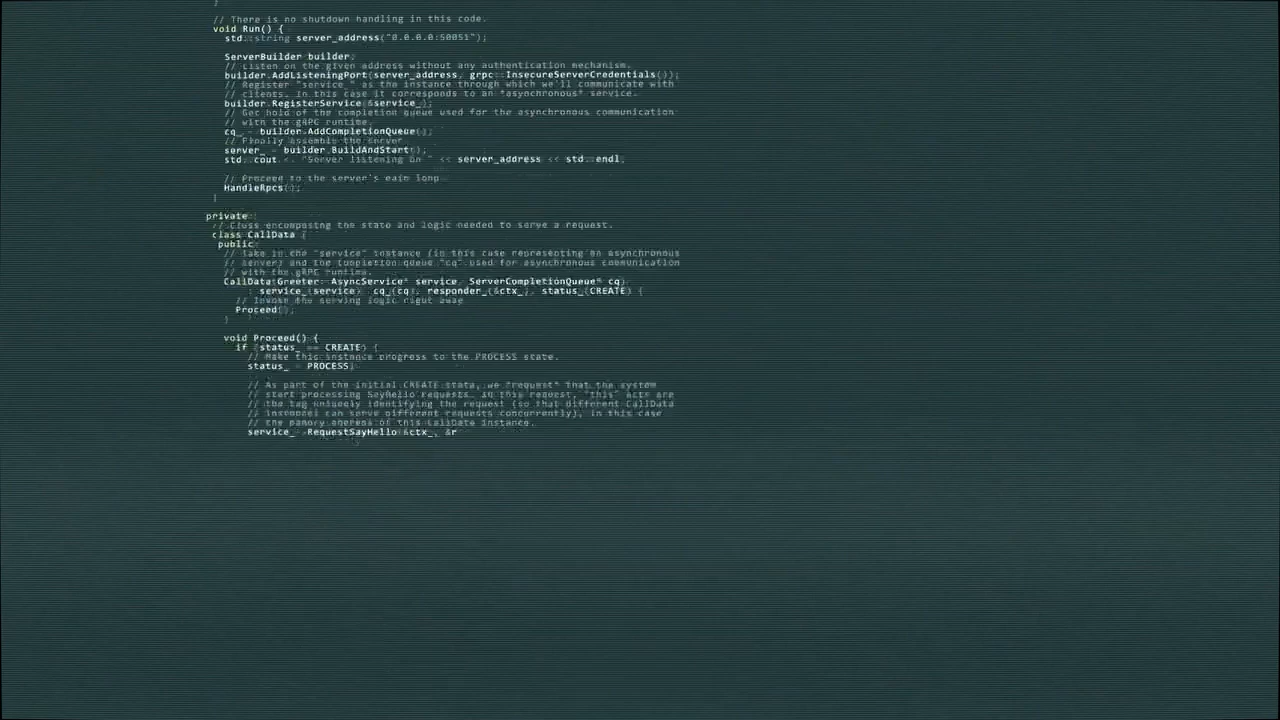 // There is no shutdown handling in this code.
void Run() {
std::string server_address("0.0.0.0:50051");
ServerBuilder builder;
// Listen on the given address without any authentication mechanism.
builder.AddListeningPort(server_address, grpc::InsecureServerCredentials());
// Register "service_" as the instance through which we'll communicate with
// clients. In this case it corresponds to an *asynchronous* service.
builder.RegisterService(&service_);
// Get hold of the completion queue used for the asynchronous communication
// with the gRPC runtime.
cq_ = builder.AddCompletionQueue();
// Finally assemble the server.
server_ = builder.BuildAndStart();
std::cout << "Server listening on " << server_address << std::endl;
// Proceed to the server's main loop.
HandleRpcs();
}
private:
// Class encompasing the state and logic needed to serve a request.
class CallData {
public:
// Take in the "service" instance (in this case representing an asynchronous
// server) and the completion queue "cq" used for asynchronous communication
// with the gRPC runtime.
CallData(Greeter::AsyncService* service, ServerCompletionQueue* cq)
: service_(service), cq_(cq), responder_(&ctx_), status_(CREATE) {
// Invoke the serving logic right away.
Proceed();
}
void Proceed() {
if (status_ == CREATE) {
// Make this instance progress to the PROCESS state.
status_ = PROCESS;
// As part of the initial CREATE state, we *request* that the system
// start processing SayHello requests. In this request, "this" acts are
// the tag uniquely identifying the request (so that different CallData
// instances can serve different requests concurrently), in this case
// the memory address of this CallData instance.
service_->RequestSayHello(&ctx_, &r